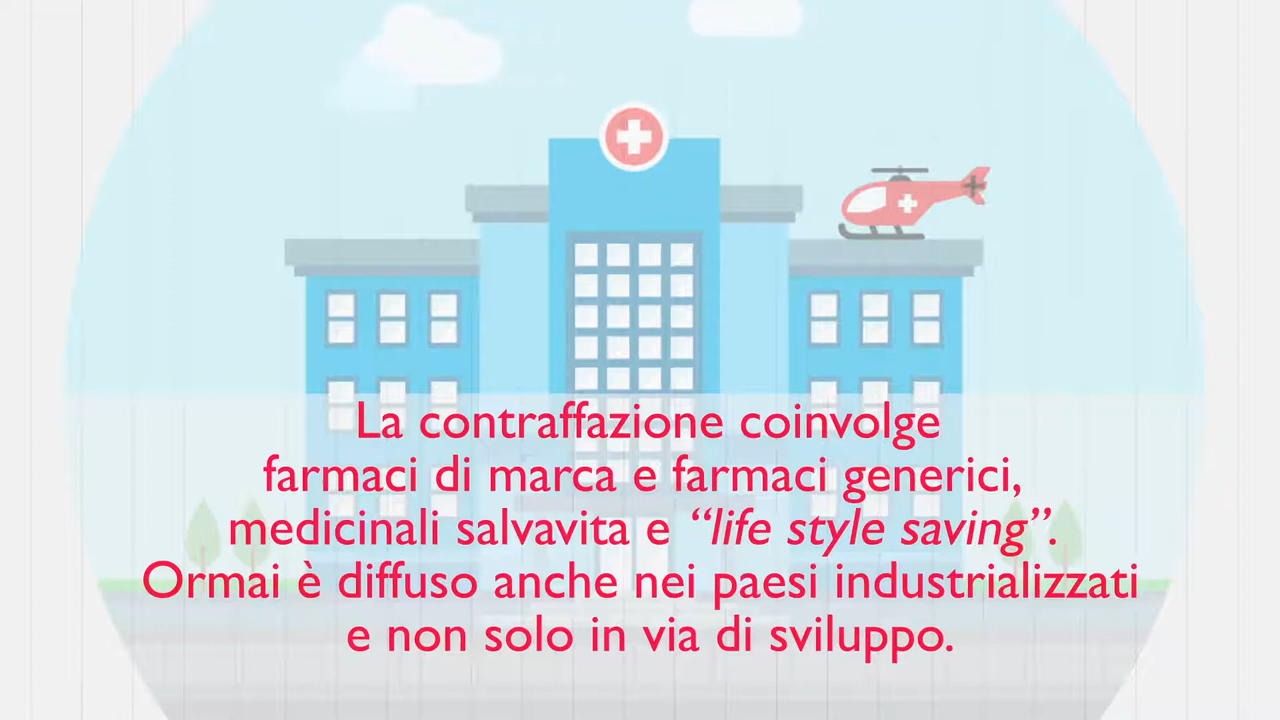 La contraffazione coinvolge
farmaci di marca e farmaci generici,
medicinali salvavita e “life style saving”.
Ormai è diffuso anche nei paesi industrializzati
e non solo in via di sviluppo.